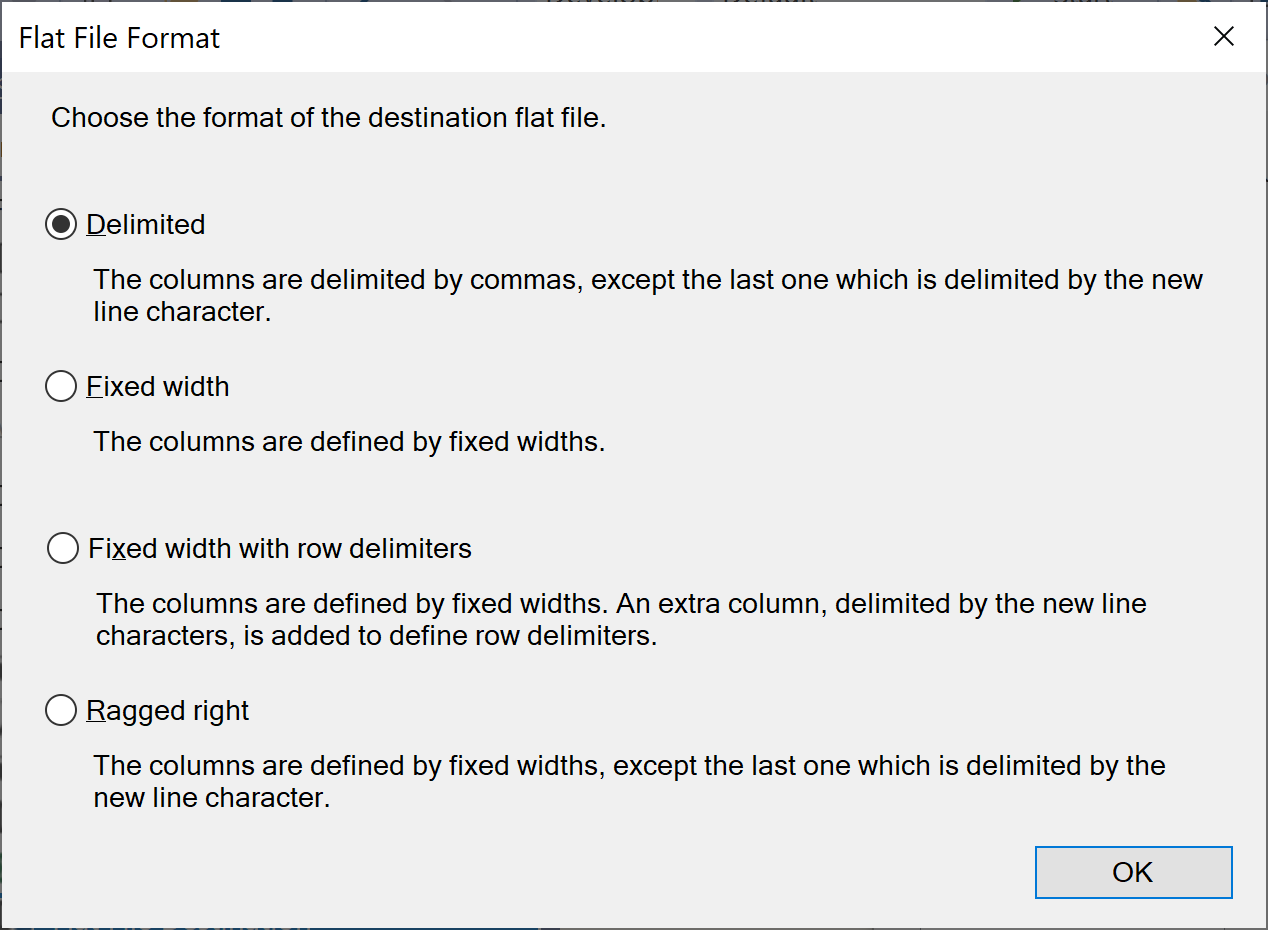 Flat File Format
Choose the format of the destination flat file.
Delimited
The columns are delimited by commas, except the last one which is delimited by the new
line character.
Fixed width
The columns are defined by fixed widths.
Fixed width with row delimiters
The columns are defined by fixed widths. An extra column, delimited by the new line
characters, is added to define row delimiters.
Ragged right
The columns are defined by fixed widths, except the last one which is delimited by the
new line character.
OK